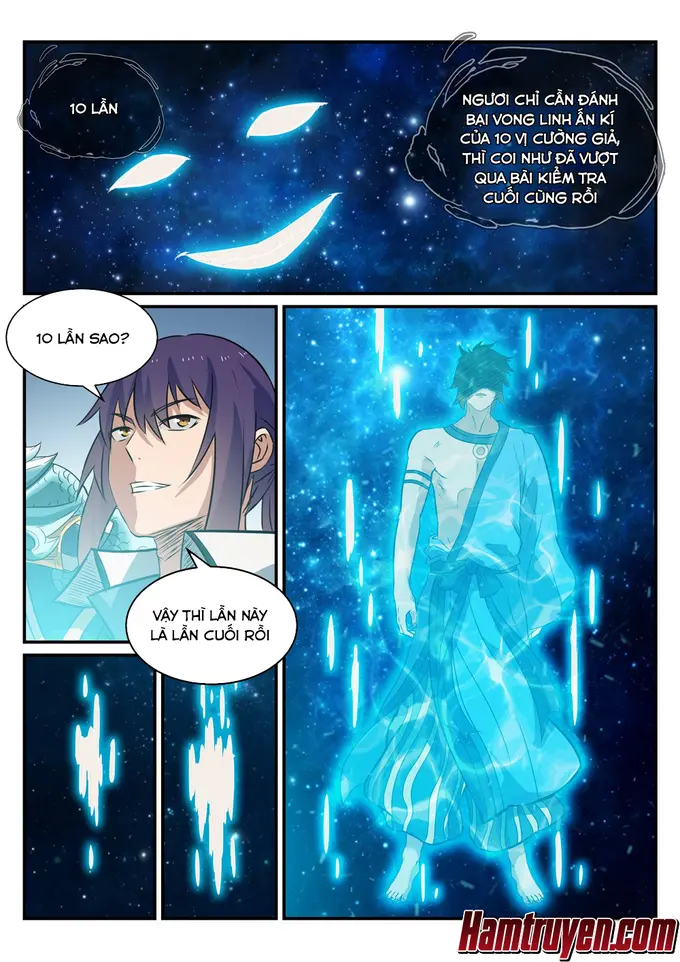 10 LẦN
NGƯƠI CHỈ CẦN ĐÁNH
BẠI VONG LINH ẤN KÍ
CỦA 10 VỊ CƯỜNG GIẢ,
THÌ COI NHƯ ĐÃ VƯỢT
QUA BÀI KIỂM TRA
CUỐI CÙNG RỒI
10 LẦN SAO?
VẬY THÌ LẦN NÀY
LÀ LẦN CUỐI RỒI
Hamtruyen.com